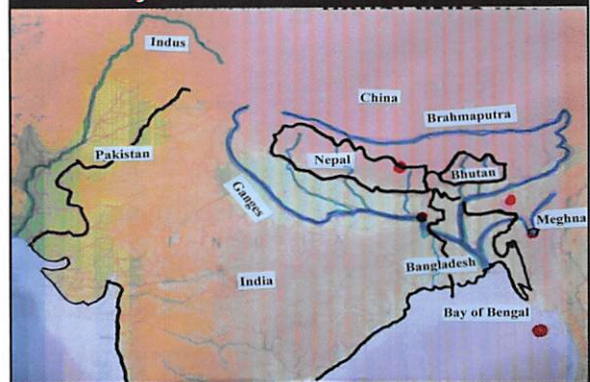 Indus
China
Brahmaputra
Pakistan
Nepal
Bhutan
Ganges
Meghna
Bangladesh
India
Bay of Bengal